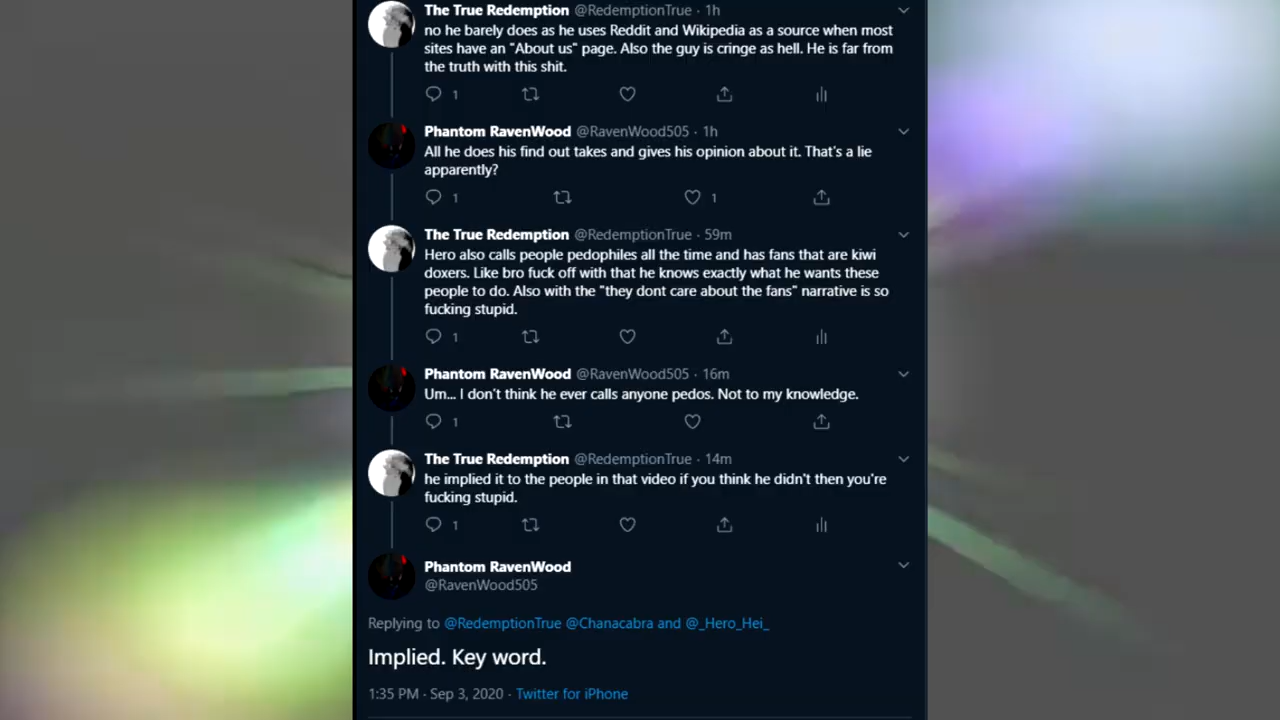 The True Redemption @RedemptionTrue · 1h
no he barely does as he uses Reddit and Wikipedia as a source when most
sites have an "About us" page. Also the guy is cringe as hell. He is far from
the truth with this shit.
1
Phantom RavenWood @RavenWood505 · 1h
All he does his find out takes and gives his opinion about it. That's a lie
apparently?
1 1
The True Redemption @RedemptionTrue · 59m
Hero also calls people pedophiles all the time and has fans that are kiwi
doxers. Like bro fuck off with that he knows exactly what he wants these
people to do. Also with the "they dont care about the fans" narrative is so
fucking stupid.
1
Phantom RavenWood @RavenWood505 · 16m
Um... I don't think he ever calls anyone pedos. Not to my knowledge.
1
The True Redemption @RedemptionTrue · 14m
he implied it to the people in that video if you think he didn't then you're
fucking stupid.
1
Phantom RavenWood
@RavenWood505
Replying to @RedemptionTrue @Chanacabra and @_Hero_Hei_
Implied. Key word.
1:35 PM · Sep 3, 2020 · Twitter for iPhone